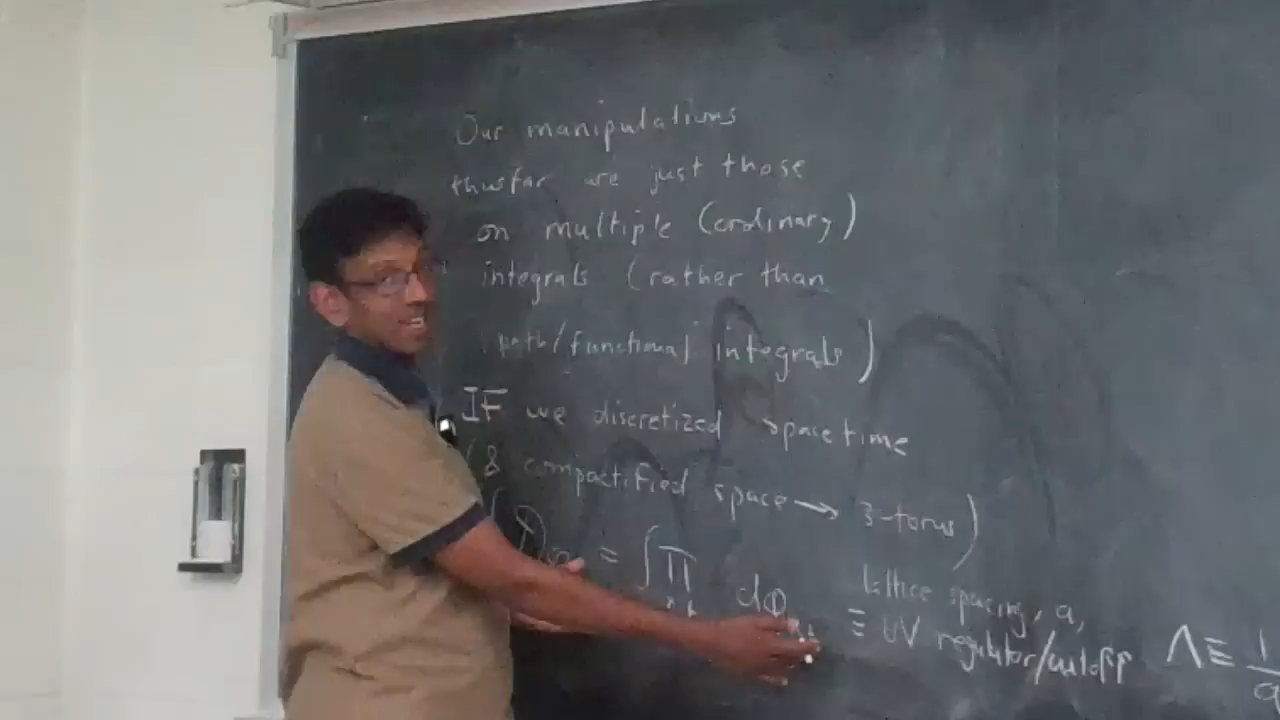 Our manipulations
thusfar are just those
on multiple (ordinary)
integrals (rather than
path/functional integrals)
IF we discretized spacetime
(& compactified space → 3-torus)
= ∫ ∏ dΦ
lattice spacing, a,
≡ UV regulator/cutoff Λ ≡ 1/a